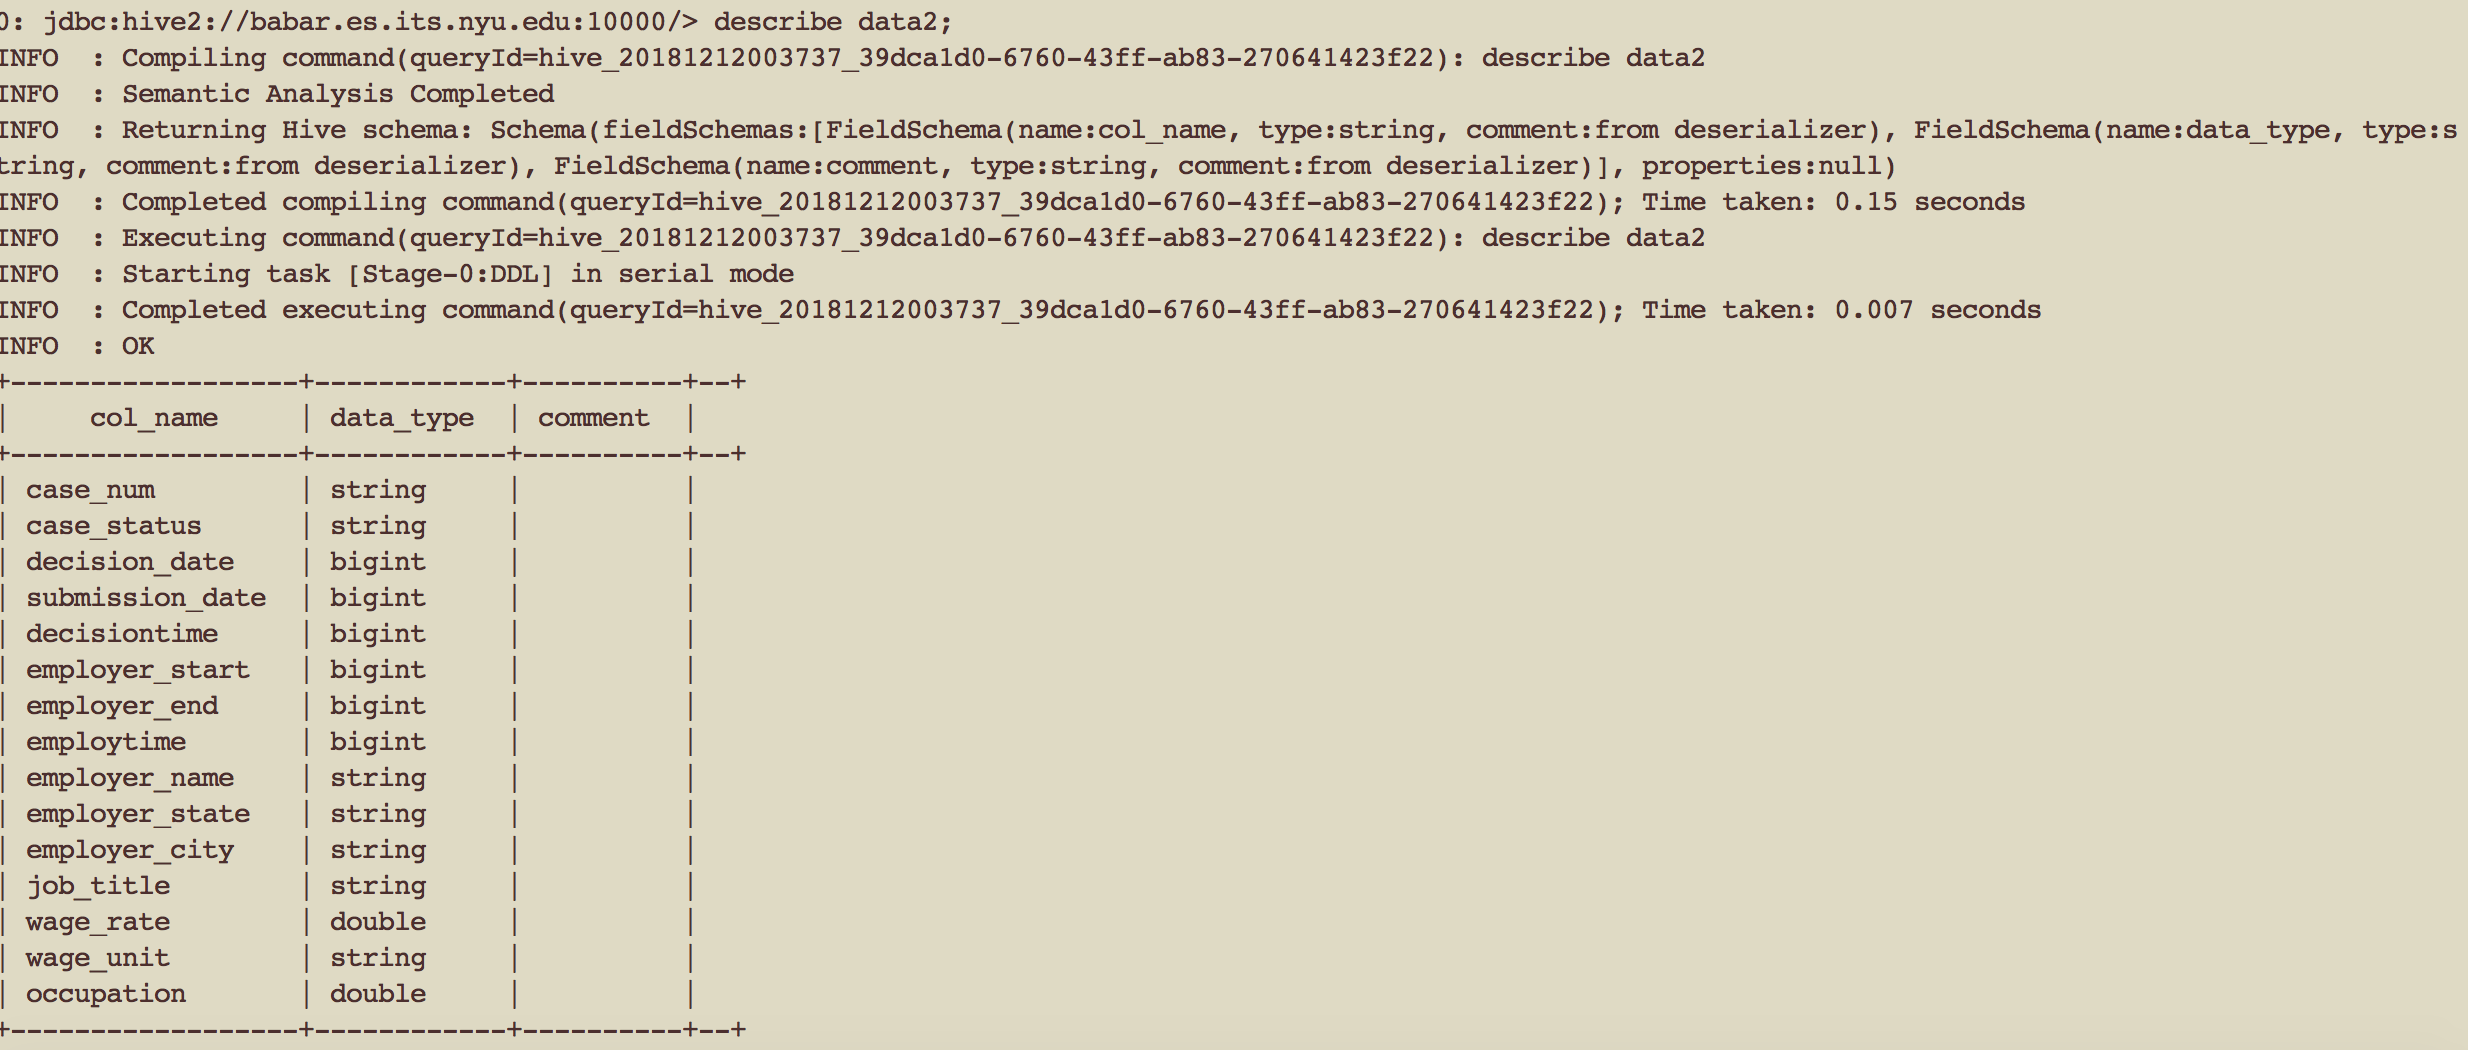 0: jdbc:hive2://babar.es.its.nyu.edu:10000/> describe data2;
INFO  : Compiling command(queryId=hive_20181212003737_39dca1d0-6760-43ff-ab83-270641423f22): describe data2
INFO  : Semantic Analysis Completed
INFO  : Returning Hive schema: Schema(fieldSchemas:[FieldSchema(name:col_name, type:string, comment:from deserializer), FieldSchema(name:data_type, type:s
tring, comment:from deserializer), FieldSchema(name:comment, type:string, comment:from deserializer)], properties:null)
INFO  : Completed compiling command(queryId=hive_20181212003737_39dca1d0-6760-43ff-ab83-270641423f22); Time taken: 0.15 seconds
INFO  : Executing command(queryId=hive_20181212003737_39dca1d0-6760-43ff-ab83-270641423f22): describe data2
INFO  : Starting task [Stage-0:DDL] in serial mode
INFO  : Completed executing command(queryId=hive_20181212003737_39dca1d0-6760-43ff-ab83-270641423f22); Time taken: 0.007 seconds
INFO  : OK
+------------------+------------+----------+--+
|     col_name     | data_type  | comment  |
+------------------+------------+----------+--+
| case_num         | string     |          |
| case_status      | string     |          |
| decision_date    | bigint     |          |
| submission_date  | bigint     |          |
| decisiontime     | bigint     |          |
| employer_start   | bigint     |          |
| employer_end     | bigint     |          |
| employtime       | bigint     |          |
| employer_name    | string     |          |
| employer_state   | string     |          |
| employer_city    | string     |          |
| job_title        | string     |          |
| wage_rate        | double     |          |
| wage_unit        | string     |          |
| occupation       | double     |          |
+------------------+------------+----------+--+